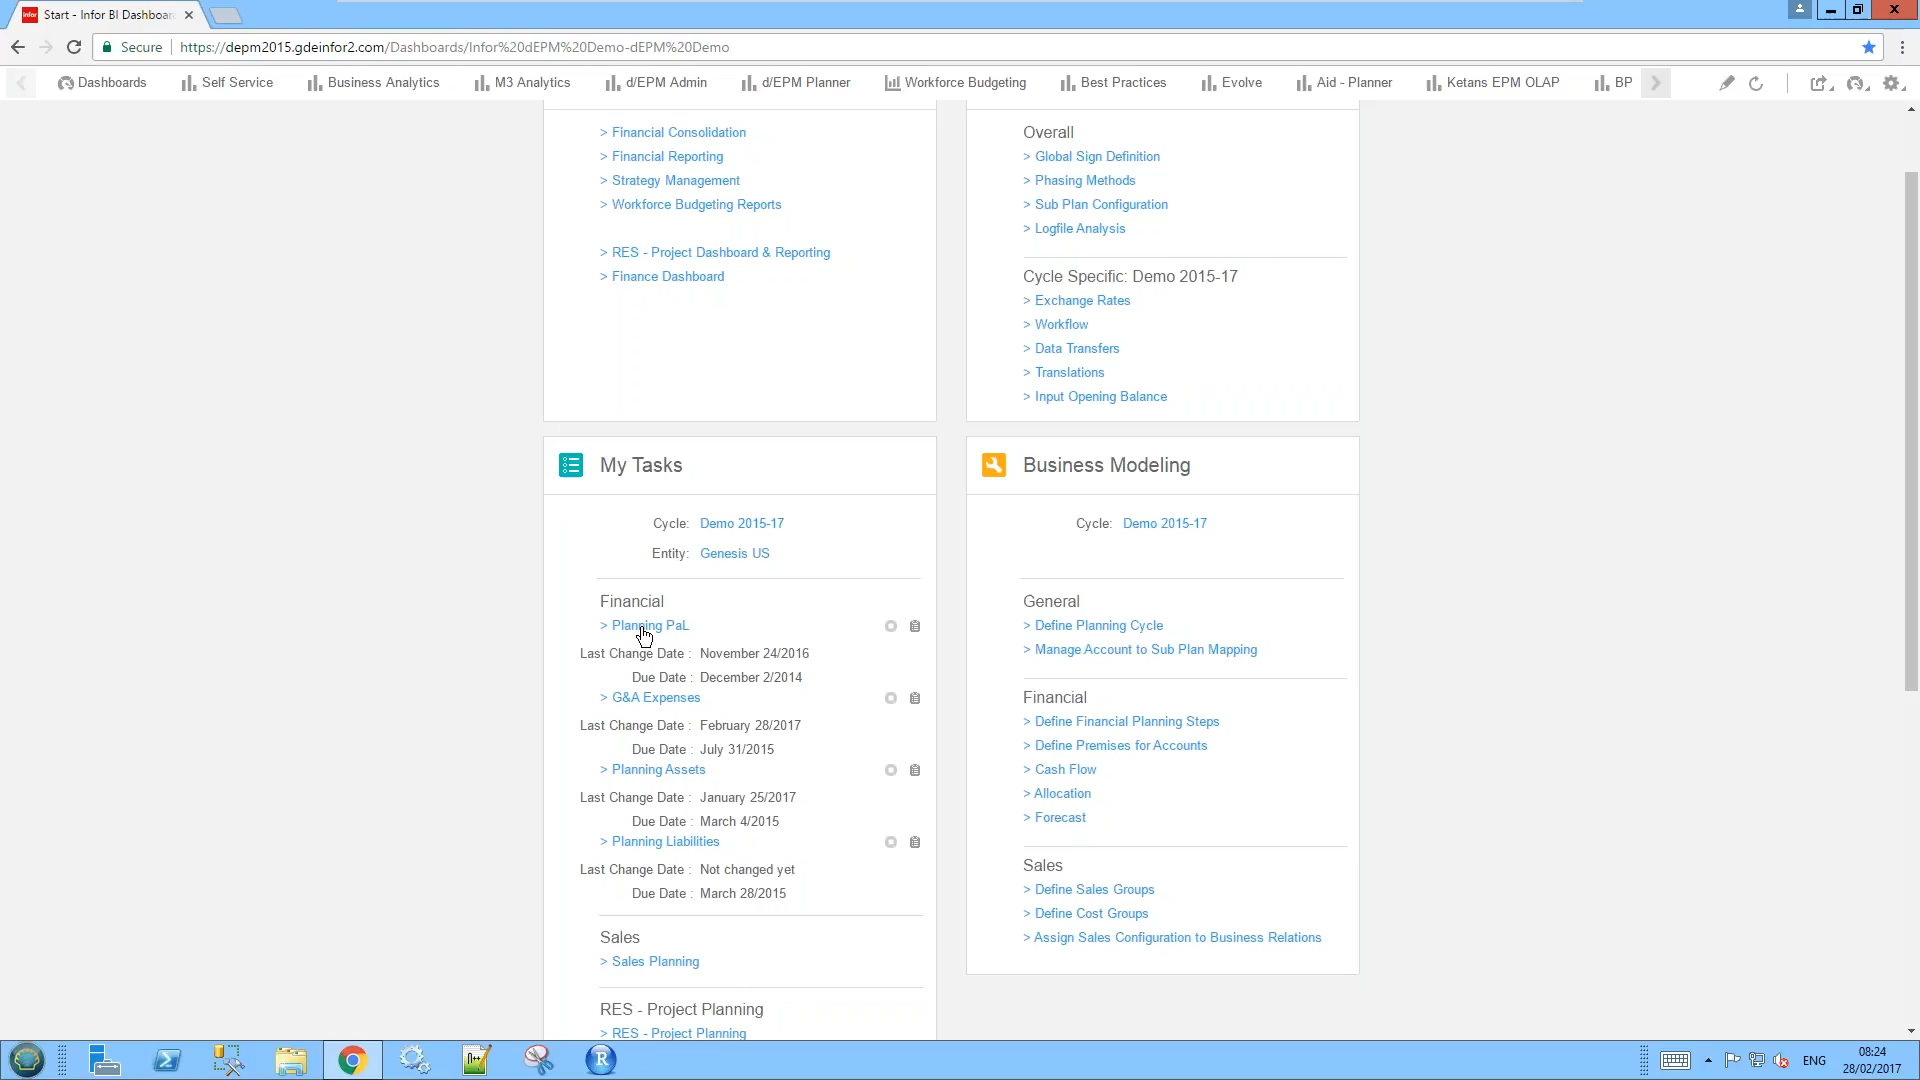 infor Start - Infor BI Dashboar
Secure https://depm2015.gdeinfor2.com/Dashboards/Infor%20dEPM%20Demo-dEPM%20Demo
Dashboards Self Service Business Analytics M3 Analytics d/EPM Admin d/EPM Planner Workforce Budgeting Best Practices Evolve Aid - Planner Ketans EPM OLAP BP
> Financial Consolidation
> Financial Reporting
> Strategy Management
> Workforce Budgeting Reports
> RES - Project Dashboard & Reporting
> Finance Dashboard
Overall
> Global Sign Definition
> Phasing Methods
> Sub Plan Configuration
> Logfile Analysis
Cycle Specific: Demo 2015-17
> Exchange Rates
> Workflow
> Data Transfers
> Translations
> Input Opening Balance
My Tasks
Cycle: Demo 2015-17
Entity: Genesis US
Financial
> Planning PaL
Last Change Date : November 24/2016
Due Date : December 2/2014
> G&A Expenses
Last Change Date : February 28/2017
Due Date : July 31/2015
> Planning Assets
Last Change Date : January 25/2017
Due Date : March 4/2015
> Planning Liabilities
Last Change Date : Not changed yet
Due Date : March 28/2015
Sales
> Sales Planning
RES - Project Planning
> RES - Project Planning
Business Modeling
Cycle: Demo 2015-17
General
> Define Planning Cycle
> Manage Account to Sub Plan Mapping
Financial
> Define Financial Planning Steps
> Define Premises for Accounts
> Cash Flow
> Allocation
> Forecast
Sales
> Define Sales Groups
> Define Cost Groups
> Assign Sales Configuration to Business Relations
R
ENG
08:24
28/02/2017